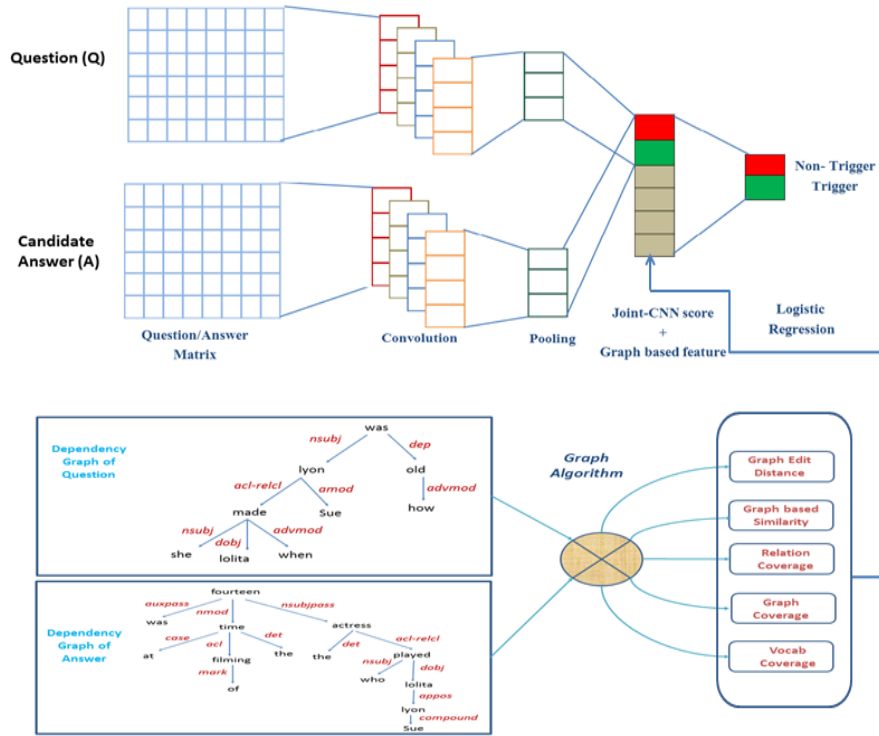 Question (Q)
Candidate
Answer (A)
Question/Answer
Matrix
Convolution
Pooling
Joint-CNN score
+
Graph based feature
Non- Trigger
Trigger
Logistic
Regression
Dependency
Graph of
Question
was
nsubj
dep
lyon
old
acl-relcl
amod
advmod
made
Sue
how
nsubj
dobj
advmod
she
lolita
when
Dependency
Graph of
Answer
fourteen
auxpass
nmod
nsubjpass
was
time
actress
case
acl
det
det
acl-relcl
at
filming
the
the
played
mark
nsubj
dobj
of
who
lolita
appos
lyon
compound
Sue
Graph
Algorithm
Graph Edit
Distance
Graph based
Similarity
Relation
Coverage
Graph
Coverage
Vocab
Coverage